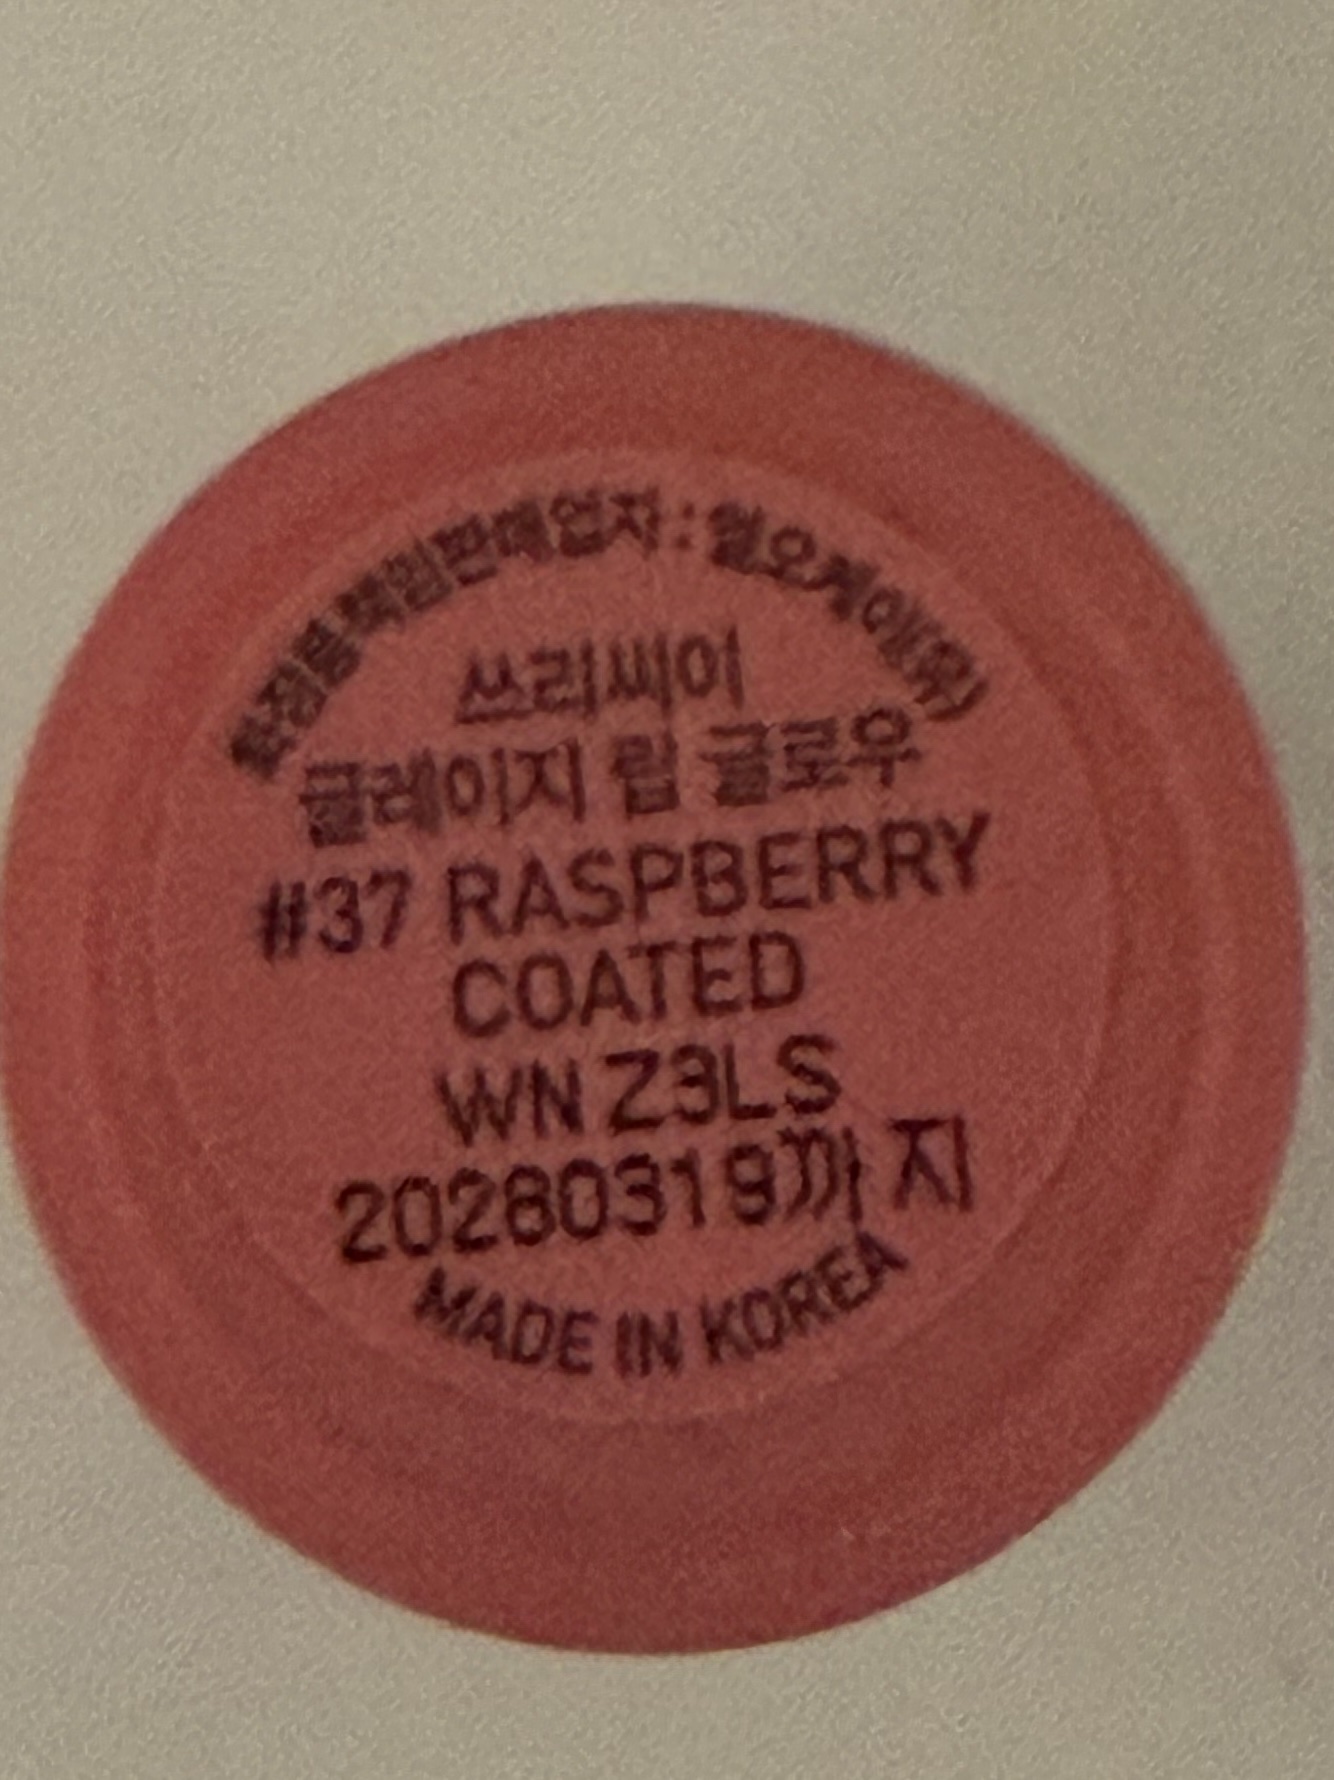 화장품책임판매업자 : 엘오케이(유)
쓰리씨이
글레이지 립 글로우
#37 RASPBERRY
COATED
WN Z3LS
20280319까지
MADE IN KOREA